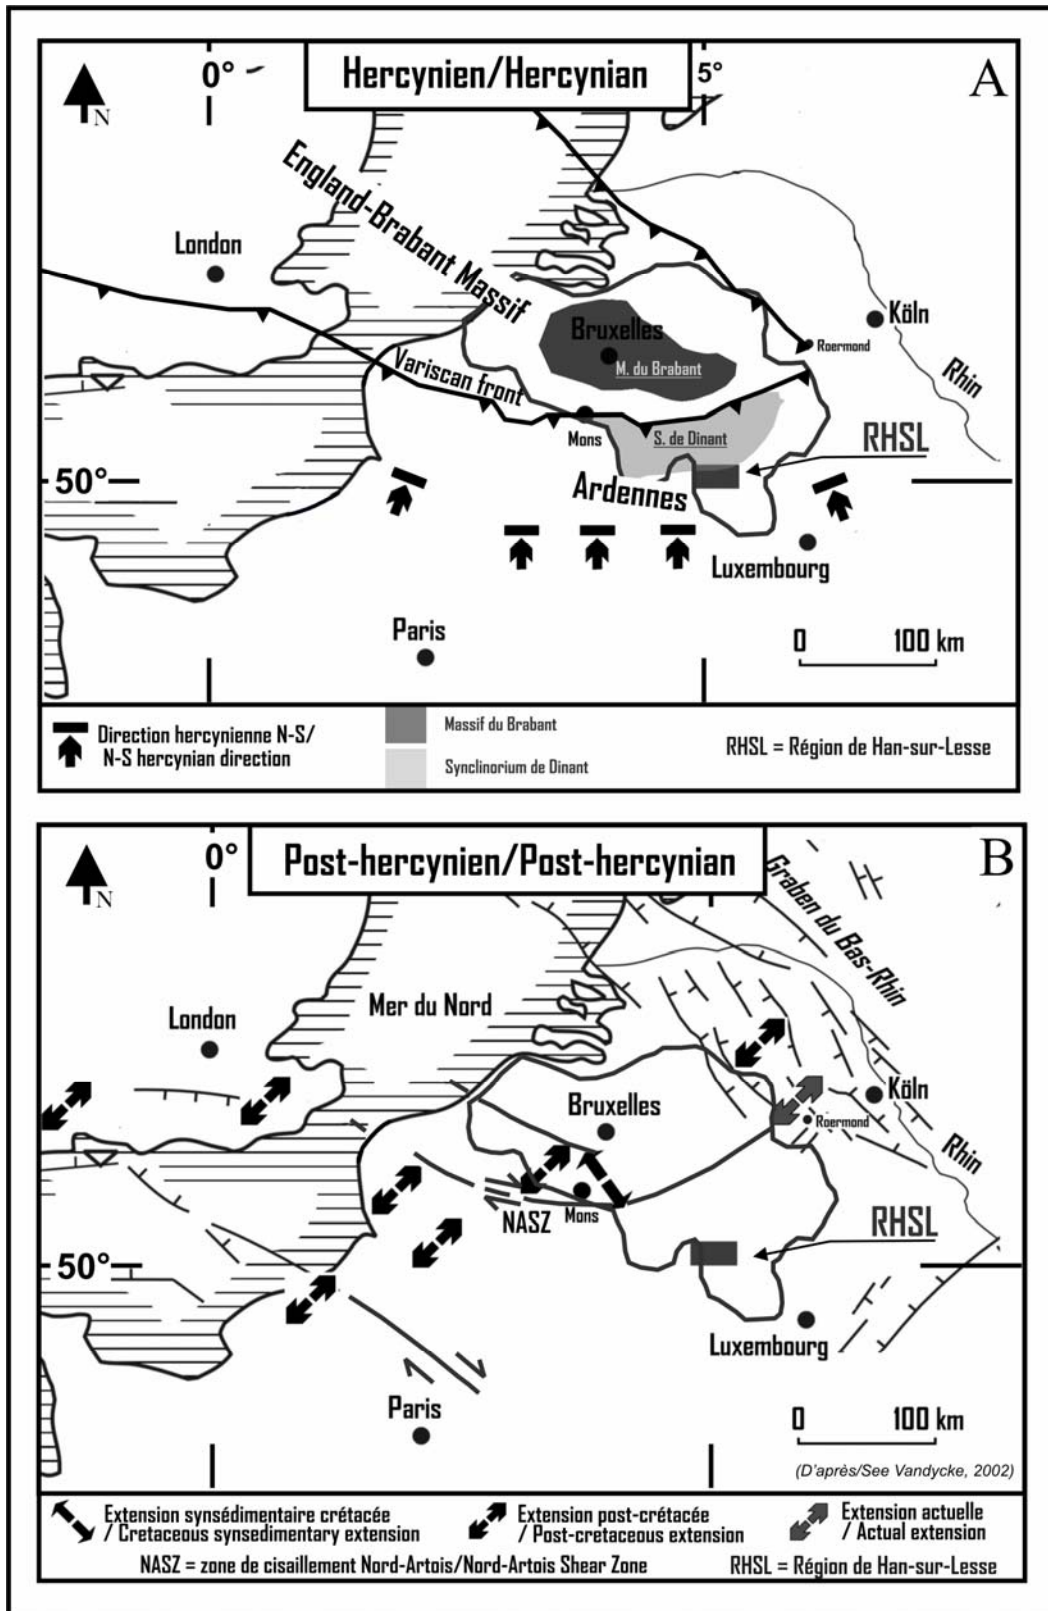 Hercynien/Hercynian
A
0°
5°
N
England-Brabant Massif
London
Köln
Bruxelles
Roermond
M. du Brabant
Variscan front
Rhin
Mons
S. de Dinant
RHSL
50°
Ardennes
Luxembourg
Paris
0 100 km
Direction hercynienne N-S/
N-S hercynian direction
Massif du Brabant
Synclinorium de Dinant
RHSL = Région de Han-sur-Lesse
Post-hercynien/Post-hercynian
B
0°
N
Graben du Bas-Rhin
Mer du Nord
London
Köln
Bruxelles
Roermond
Rhin
NASZ
Mons
RHSL
50°
Luxembourg
Paris
0 100 km
(D'après/See Vandycke, 2002)
Extension synsédimentaire crétacée
/ Cretaceous synsedimentary extension
Extension post-crétacée
/ Post-cretaceous extension
Extension actuelle
/ Actual extension
NASZ = zone de cisaillement Nord-Artois/Nord-Artois Shear Zone
RHSL = Région de Han-sur-Lesse